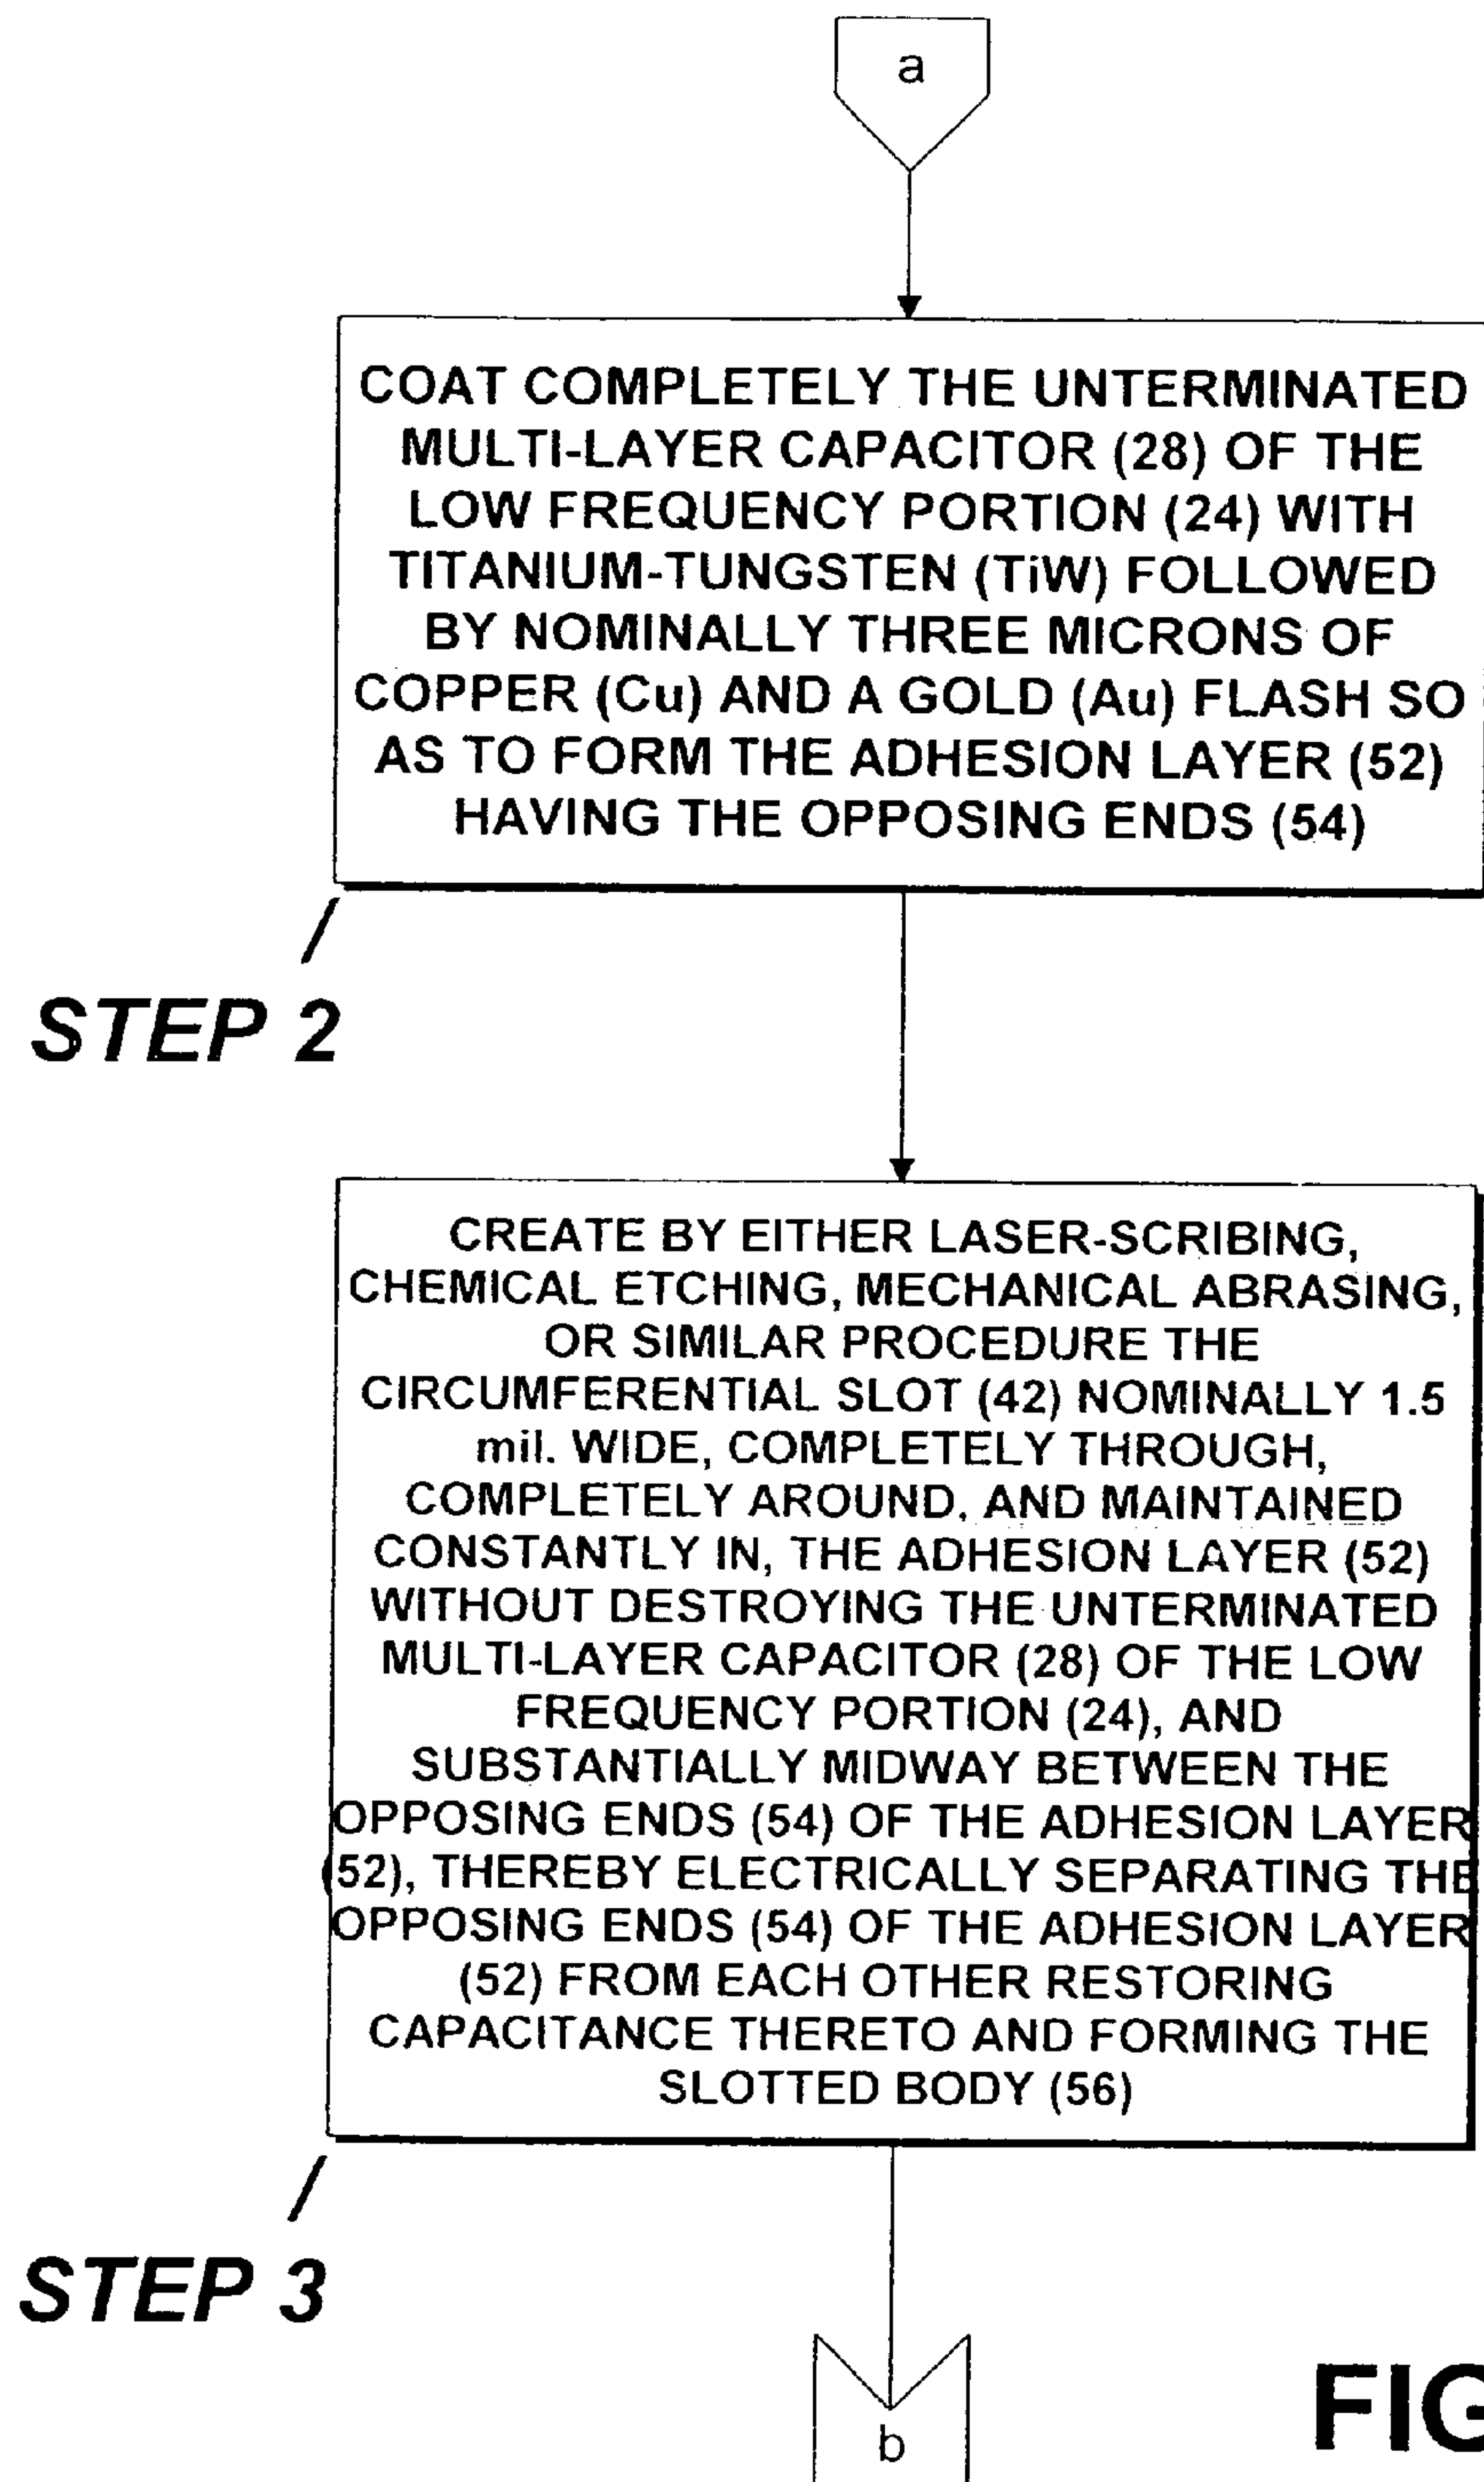 a
COAT COMPLETELY THE UNTERMINATED
MULTI-LAYER CAPACITOR (28) OF THE
LOW FREQUENCY PORTION (24) WITH
TITANIUM-TUNGSTEN (TiW) FOLLOWED
BY NOMINALLY THREE MICRONS OF
COPPER (Cu) AND A GOLD (Au) FLASH SO
AS TO FORM THE ADHESION LAYER (52)
HAVING THE OPPOSING ENDS (54)
STEP 2
CREATE BY EITHER LASER-SCRIBING,
CHEMICAL ETCHING, MECHANICAL ABRASING,
OR SIMILAR PROCEDURE THE
CIRCUMFERENTIAL SLOT (42) NOMINALLY 1.5
mil. WIDE, COMPLETELY THROUGH,
COMPLETELY AROUND, AND MAINTAINED
CONSTANTLY IN, THE ADHESION LAYER (52)
WITHOUT DESTROYING THE UNTERMINATED
MULTI-LAYER CAPACITOR (28) OF THE LOW
FREQUENCY PORTION (24), AND
SUBSTANTIALLY MIDWAY BETWEEN THE
OPPOSING ENDS (54) OF THE ADHESION LAYER
(52), THEREBY ELECTRICALLY SEPARATING THE
OPPOSING ENDS (54) OF THE ADHESION LAYER
(52) FROM EACH OTHER RESTORING
CAPACITANCE THERETO AND FORMING THE
SLOTTED BODY (56)
STEP 3
b
FIG